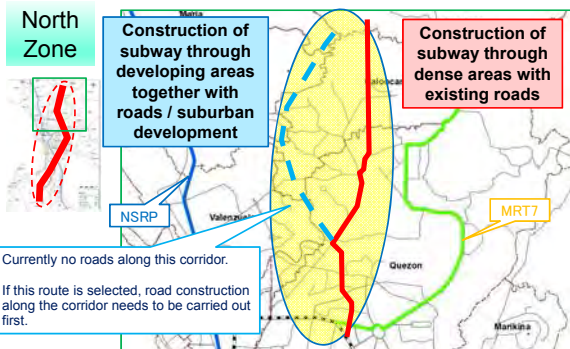 North
Zone
Construction of
subway through
developing areas
together with
roads / suburban
development
Construction of
subway through
dense areas with
existing roads
NSRP
Valenzuela
MRT7
Currently no roads along this corridor.
If this route is selected, road construction
along the corridor needs to be carried out
first.
Quezon
Marikina